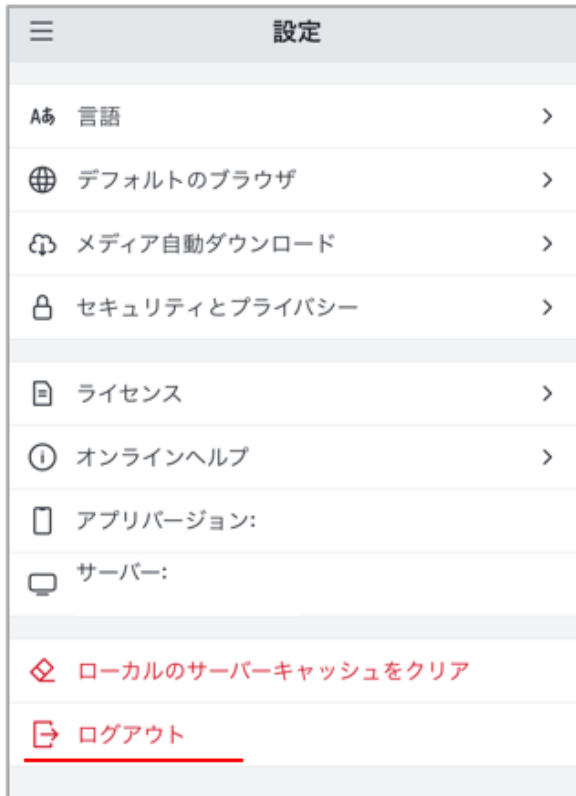 設定
Aあ 言語
デフォルトのブラウザ
メディア自動ダウンロード
セキュリティとプライバシー
ライセンス
オンラインヘルプ
アプリバージョン:
サーバー:
ローカルのサーバーキャッシュをクリア
ログアウト